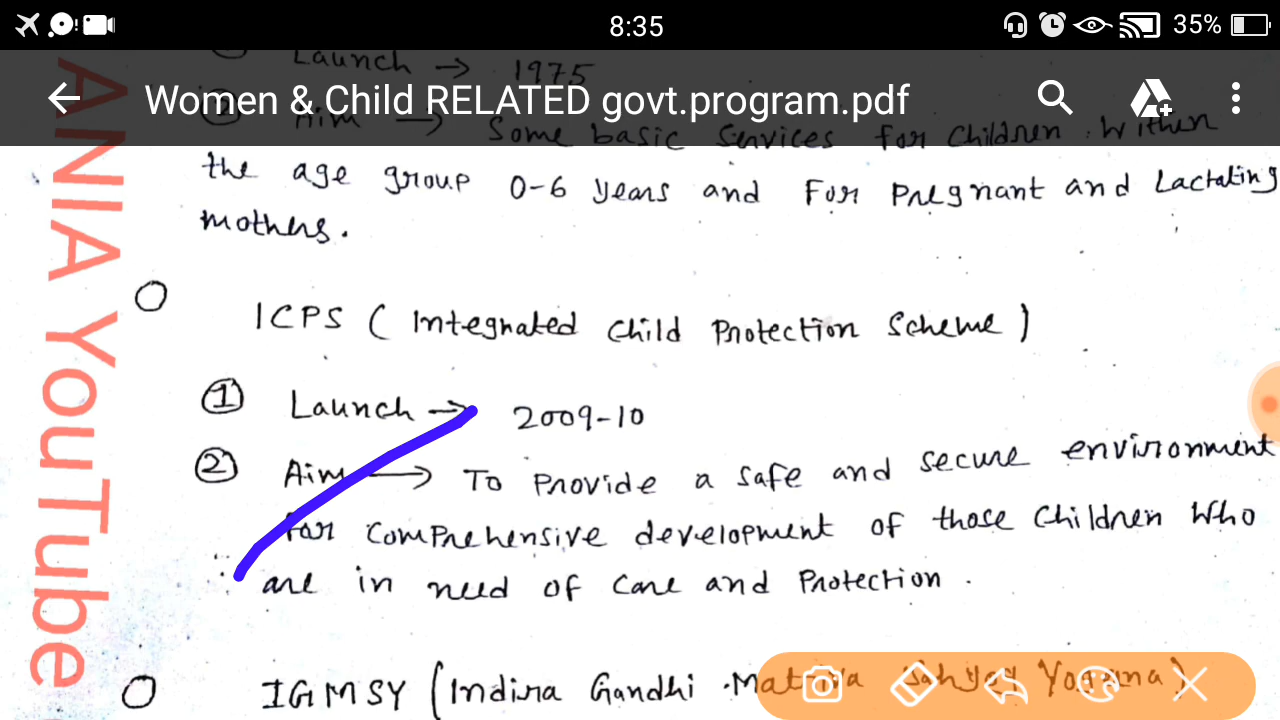 8:35
35%
Launch → 1975
Women & Child RELATED govt.program.pdf
② Aim → Some basic Services for Children Within
the age group 0-6 years and For Pregnant and Lactating
mothers.
ICPS ( Integrated Child Protection Scheme )
① Launch → 2009-10
② Aim → To Provide a safe and secure environment
for comprehensive development of those Children Who
are in need of Care and Protection .
IGMSY ( Indira Gandhi Matritva Sahyog Yogana )
ANIA YouTube